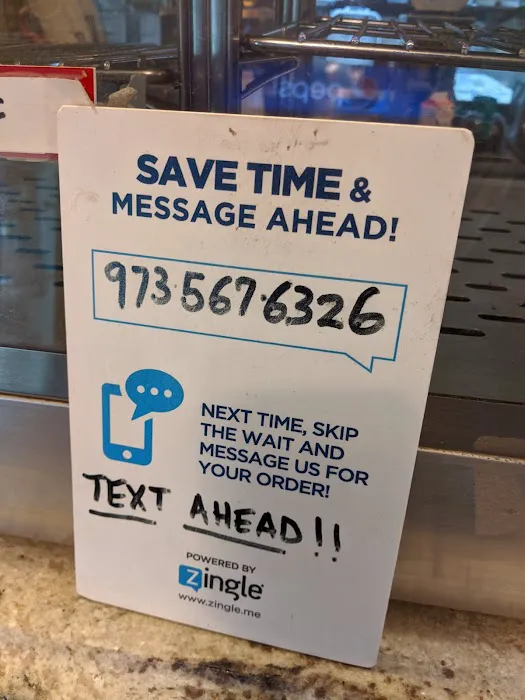 SAVE TIME &
MESSAGE AHEAD!
973.567.6326
NEXT TIME, SKIP
THE WAIT AND
MESSAGE US FOR
YOUR ORDER!
TEXT AHEAD!!
POWERED BY
Zingle
www.zingle.me